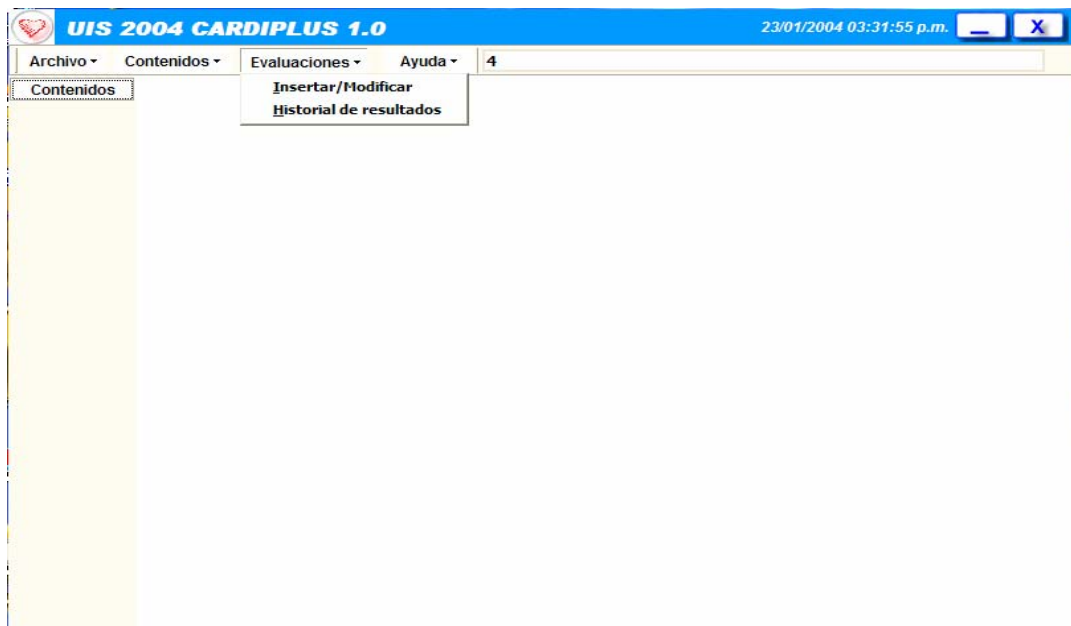 UIS 2004 CARDIPLUS 1.0 23/01/2004 03:31:55 p.m. X
Archivo Contenidos Evaluaciones Ayuda 4
Contenidos
Insertar/Modificar
Historial de resultados